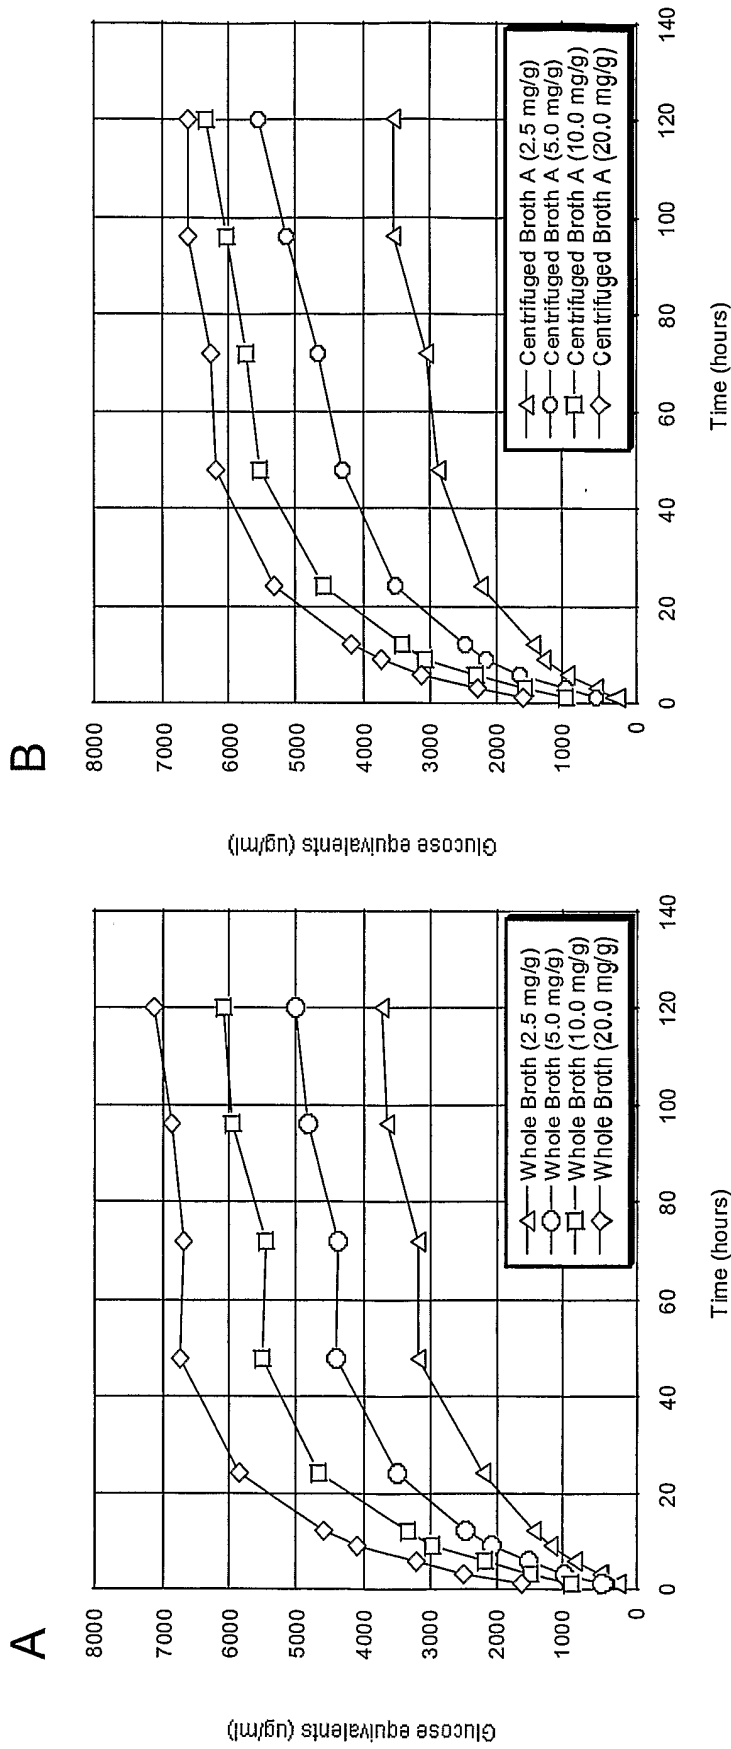 A
Glucose equivalents (ug/ml)
8000
7000
6000
5000
4000
3000
2000
1000
0
0 20 40 60 80 100 120 140
Time (hours)
Whole Broth (2.5 mg/g)
Whole Broth (5.0 mg/g)
Whole Broth (10.0 mg/g)
Whole Broth (20.0 mg/g)
B
Glucose equivalents (ug/ml)
8000
7000
6000
5000
4000
3000
2000
1000
0
0 20 40 60 80 100 120 140
Time (hours)
Centrifuged Broth A (2.5 mg/g)
Centrifuged Broth A (5.0 mg/g)
Centrifuged Broth A (10.0 mg/g)
Centrifuged Broth A (20.0 mg/g)